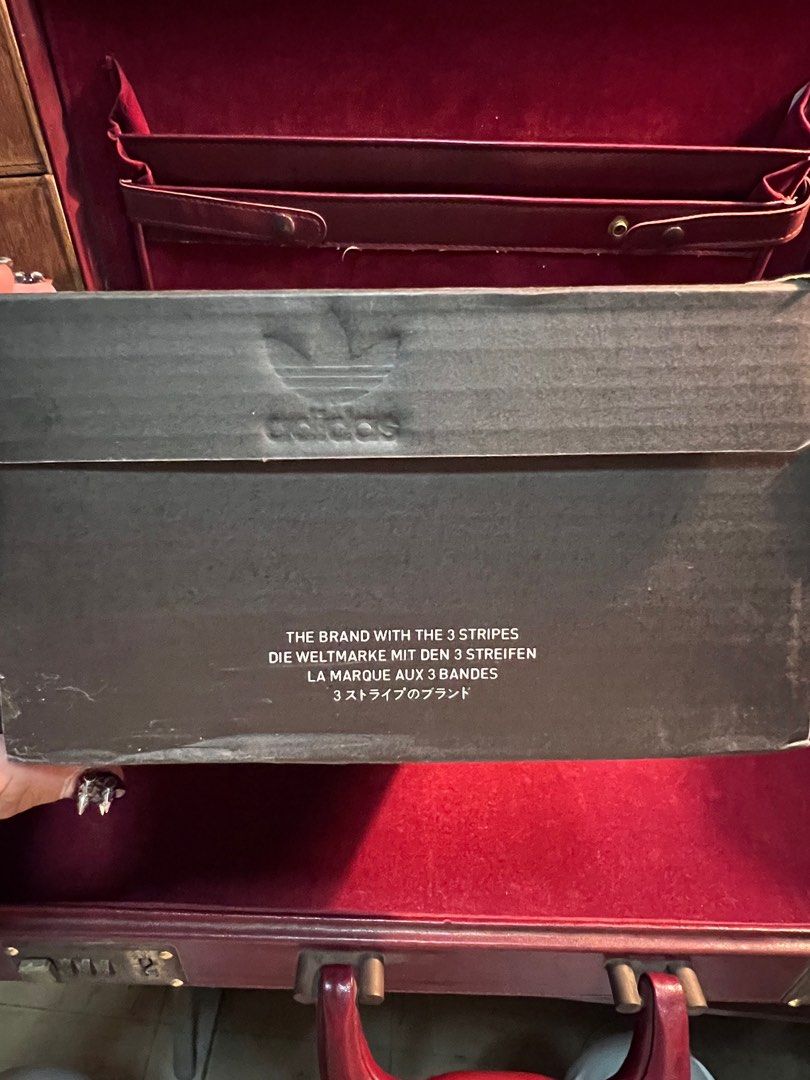 adidas
THE BRAND WITH THE 3 STRIPES
DIE WELTMARKE MIT DEN 3 STREIFEN
LA MARQUE AUX 3 BANDES
3 ストライプのブランド